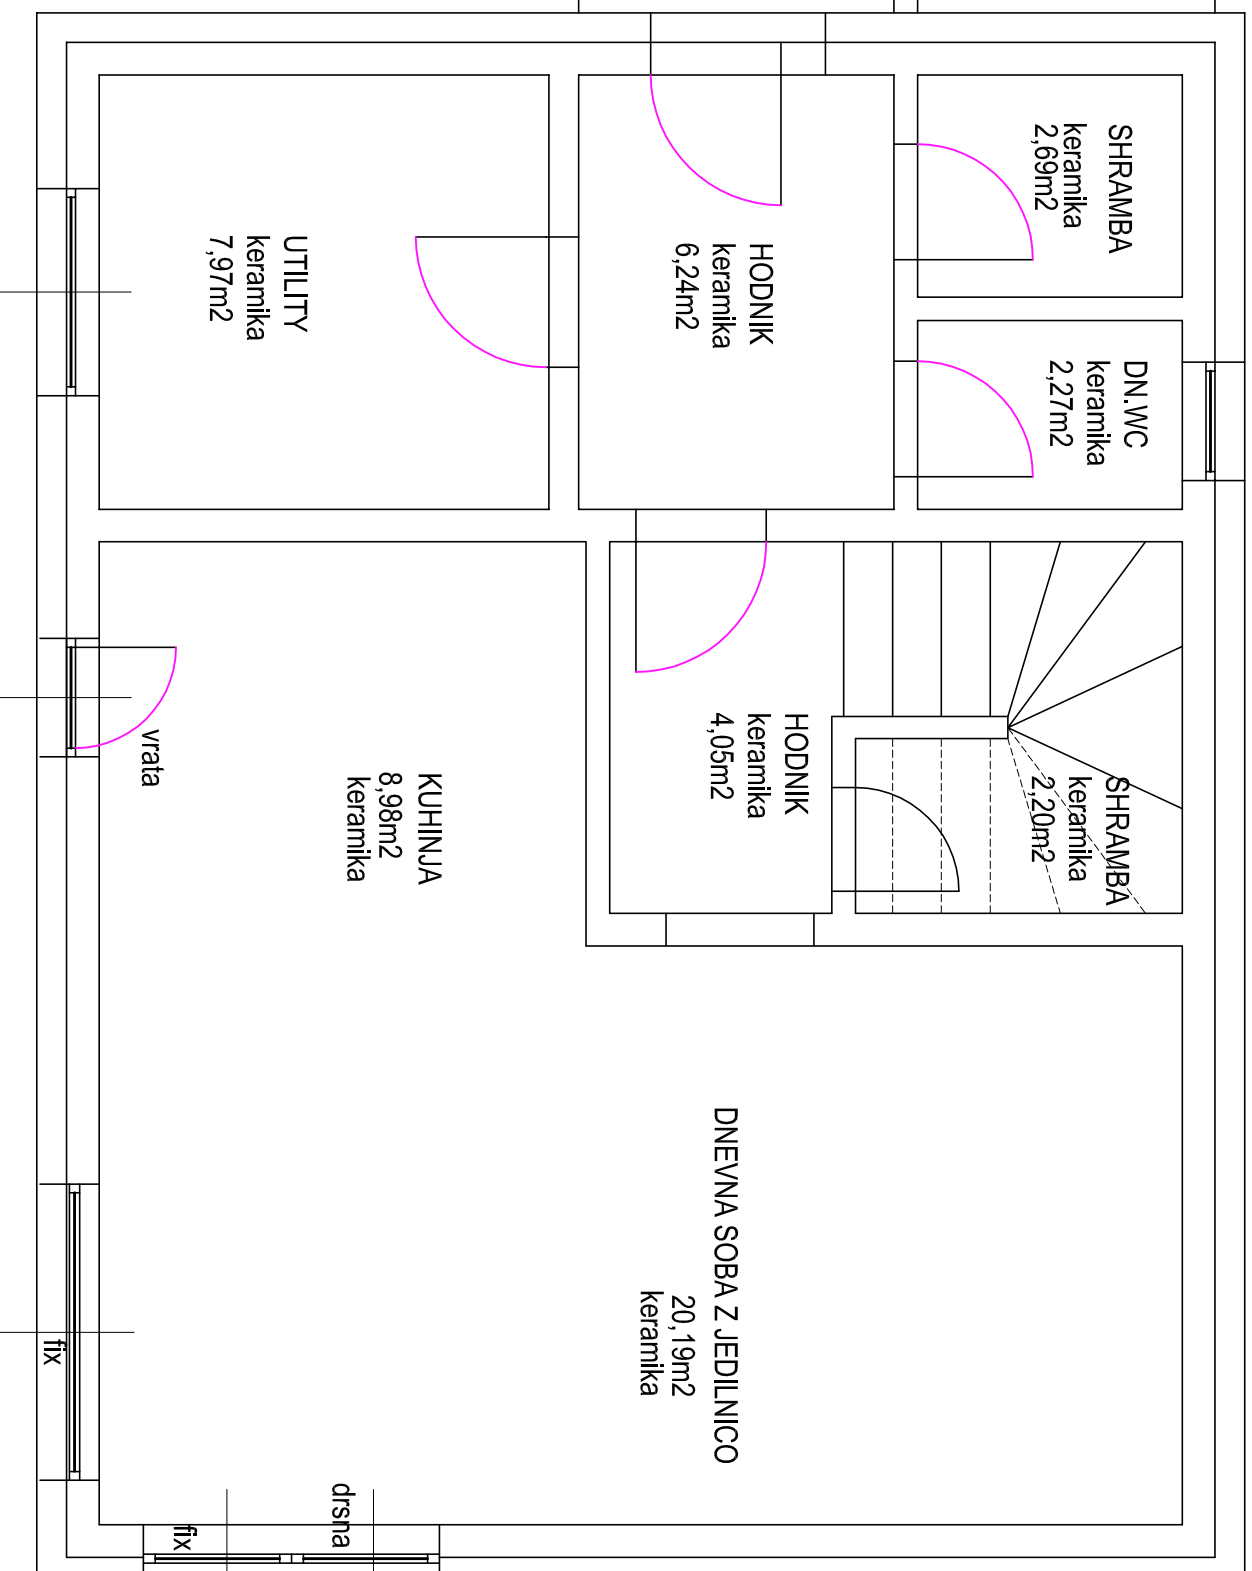 SHRAMBA
keramika
2,69m2
DN.WC
keramika
2,27m2
HODNIK
keramika
6,24m2
UTILITY
keramika
7,97m2
SHRAMBA
keramika
2,20m2
HODNIK
keramika
4,05m2
KUHINJA
8,98m2
keramika
vrata
DNEVNA SOBA Z JEDILNICO
20,19m2
keramika
fix
drsna
fix